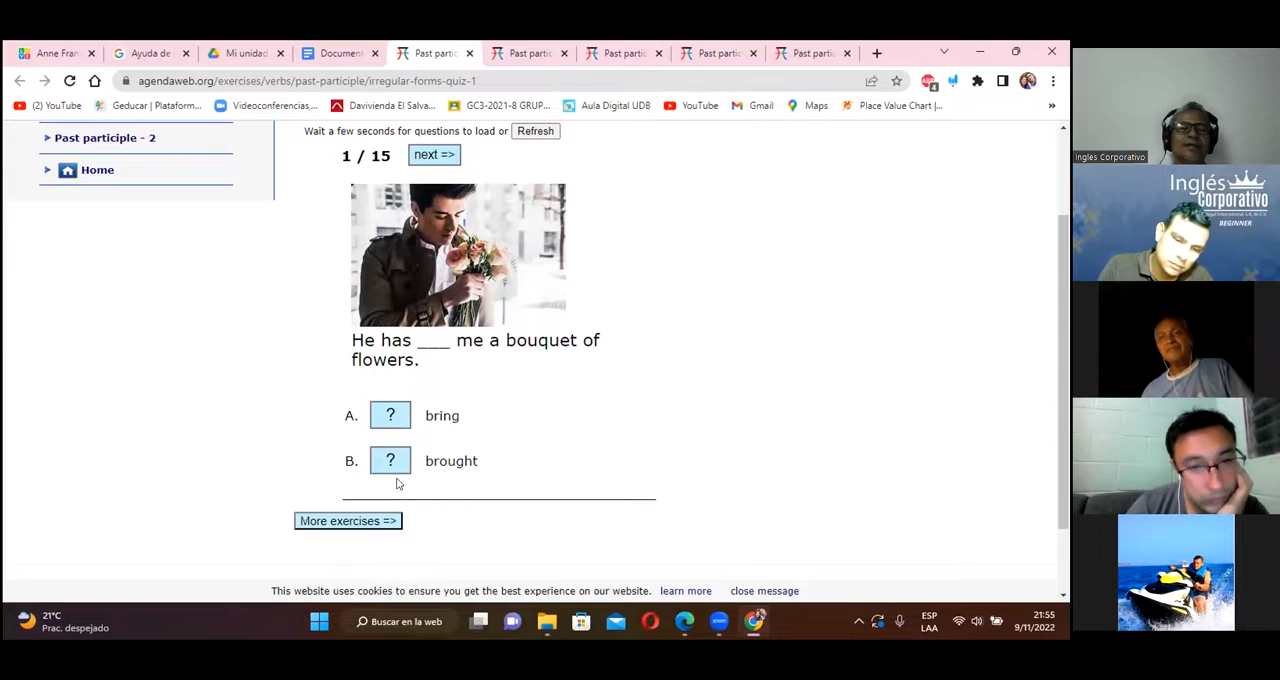 Anne Fran
Ayuda de
Mi unidad
Document
Past partic
Past partic
Past partic
Past partic
Past partic
agendaweb.org/exercises/verbs/past-participle/irregular-forms-quiz-1
(2) YouTube
Geducar | Plataform...
Videoconferencias,...
Davivienda El Salva...
GC3-2021-8 GRUP...
Aula Digital UDB
YouTube
Gmail
Maps
Place Value Chart |...
Past participle - 2
Home
Wait a few seconds for questions to load or Refresh
1 / 15 next =>
He has ___ me a bouquet of
flowers.
A. ? bring
B. ? brought
More exercises =>
This website uses cookies to ensure you get the best experience on our website. learn more close message
21°C
Prac. despejado
Buscar en la web
ESP
LAA
21:55
9/11/2022
Ingles Corporativo
Inglés
Corporativo
BEGINNER